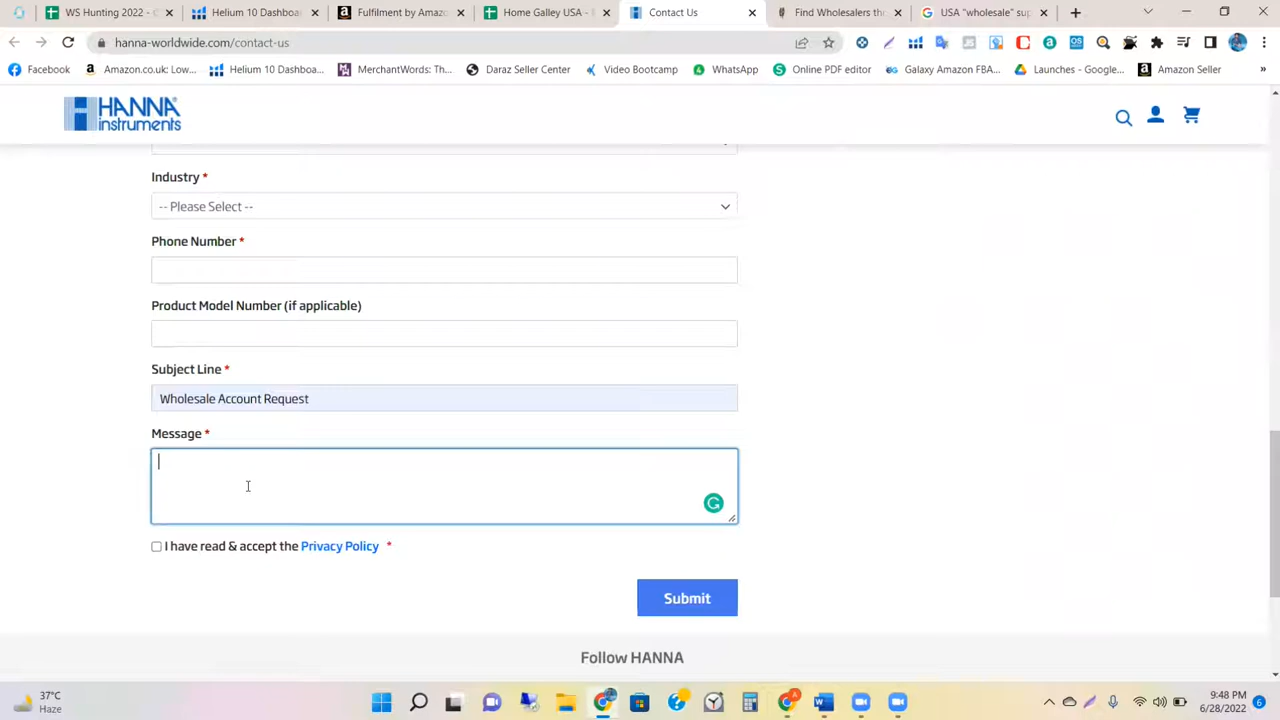 WS Hunting 2022 -
Helium 10 Dashboa
Fulfilment by Amazo
Home Galley USA -
Contact Us
Find Wholesalers th
USA "wholesale" sup
hanna-worldwide.com/contact-us
Facebook
Amazon.co.uk: Low...
Helium 10 Dashboa...
MerchantWords: Th...
Daraz Seller Center
Video Bootcamp
WhatsApp
Online PDF editor
Galaxy Amazon FBA...
Launches - Google...
Amazon Seller
HANNA
instruments
Industry *
-- Please Select --
Phone Number *
Product Model Number (if applicable)
Subject Line *
Wholesale Account Request
Message *
I have read & accept the Privacy Policy *
Submit
Follow HANNA
37°C
Haze
9:48 PM
6/28/2022
6